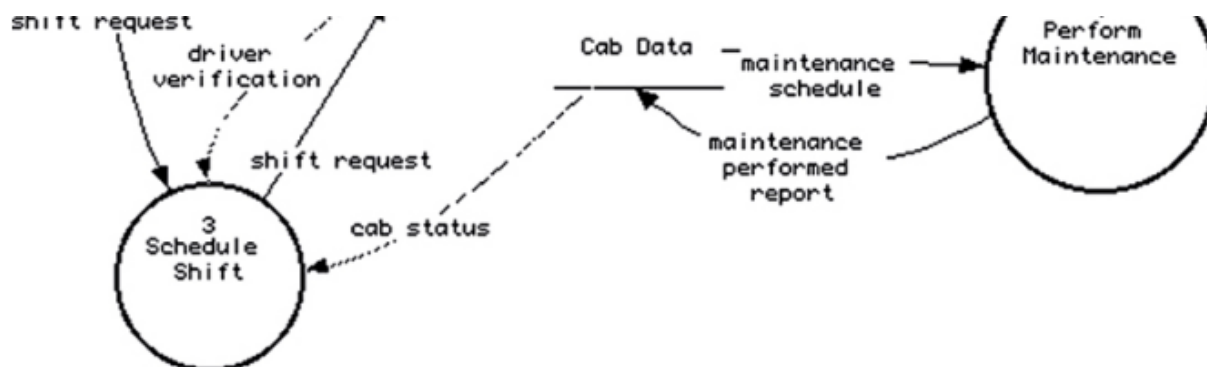 shift request
driver
verification
shift request
3
Schedule
Shift
cab status
Cab Data
maintenance
schedule
maintenance
performed
report
Perform
Maintenance